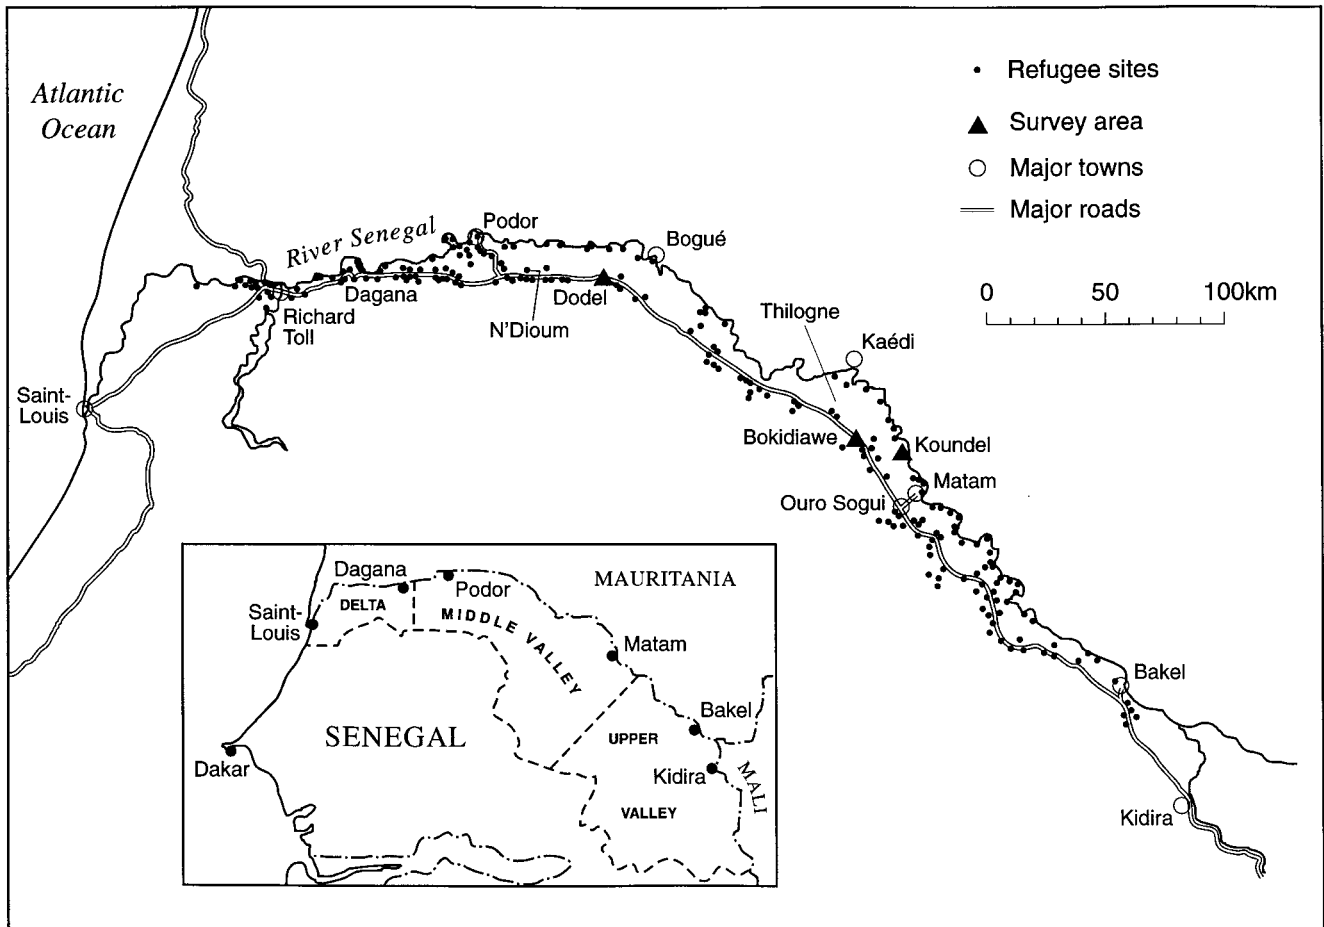 Atlantic
Ocean
Refugee sites
Survey area
Major towns
Major roads
River Senegal
Podor
Bogué
Dagana
Dodel
N'Dioum
Richard
Toll
0 50 100km
Thilogne
Kaédi
Saint-
Louis
Bokidiawe
Koundel
Matam
Ouro Sogui
Bakel
Kidira
Dagana
Podor
MAURITANIA
Saint-
Louis
DELTA
MIDDLE VALLEY
Matam
SENEGAL
Bakel
UPPER
VALLEY
Dakar
Kidira
MALI